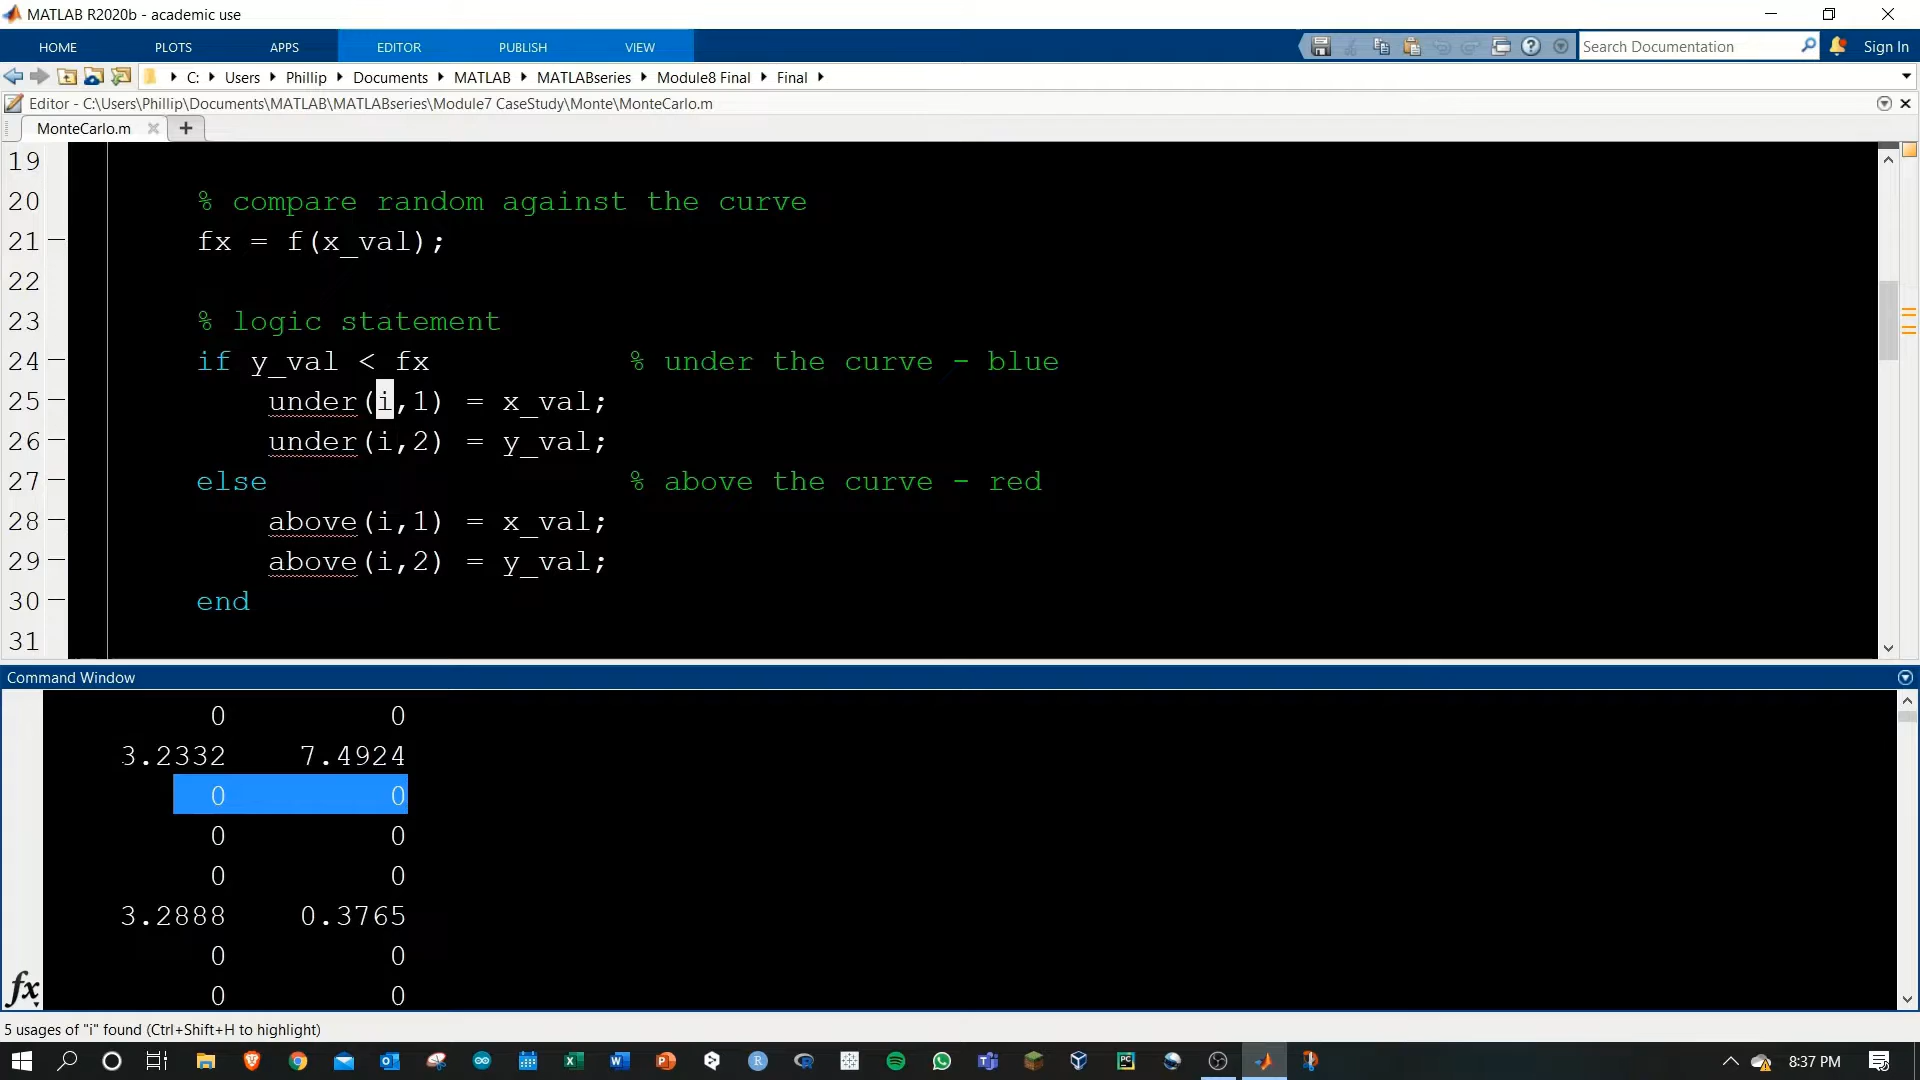 MATLAB R2020b - academic use
HOME PLOTS APPS EDITOR PUBLISH VIEW Search Documentation Sign In
C: Users Phillip Documents MATLAB MATLABseries Module8 Final Final
Editor - C:\Users\Phillip\Documents\MATLAB\MATLABseries\Module7 CaseStudy\Monte\MonteCarlo.m
MonteCarlo.m
19
20 % compare random against the curve
21 fx = f(x_val);
22
23 % logic statement
24 if y_val < fx % under the curve - blue
25 under(i,1) = x_val;
26 under(i,2) = y_val;
27 else % above the curve - red
28 above(i,1) = x_val;
29 above(i,2) = y_val;
30 end
31
Command Window
0 0
3.2332 7.4924
0 0
0 0
0 0
3.2888 0.3765
0 0
fx 0 0
5 usages of "i" found (Ctrl+Shift+H to highlight)
8:37 PM